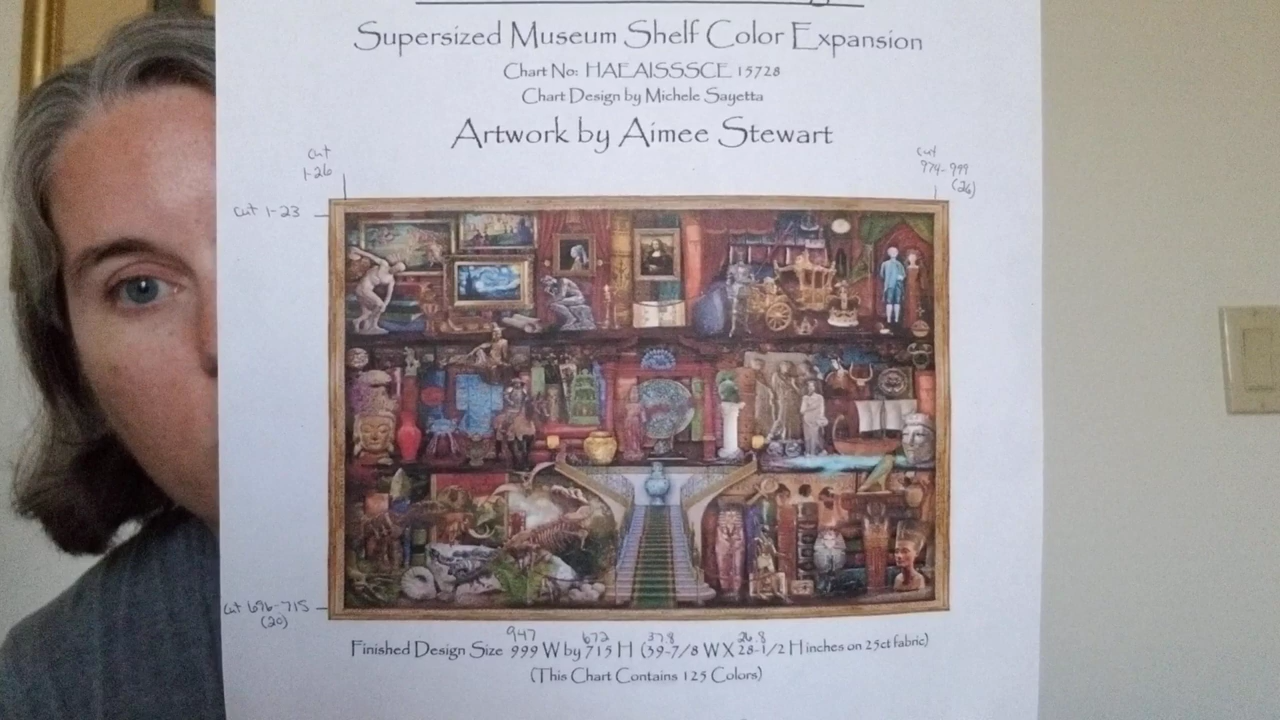 Supersized Museum Shelf Color Expansion
Chart No: HAEAISSSCE 15728
Chart Design by Michele Sayetta
Artwork by Aimee Stewart
cut
1-26
cut
974-999
(26)
cut 1-23
cut 696-715
(20)
947 672 37.8 26.8
Finished Design Size 999 W by 715 H (39-7/8 W X 28-1/2 H inches on 25ct fabric)
(This Chart Contains 125 Colors)